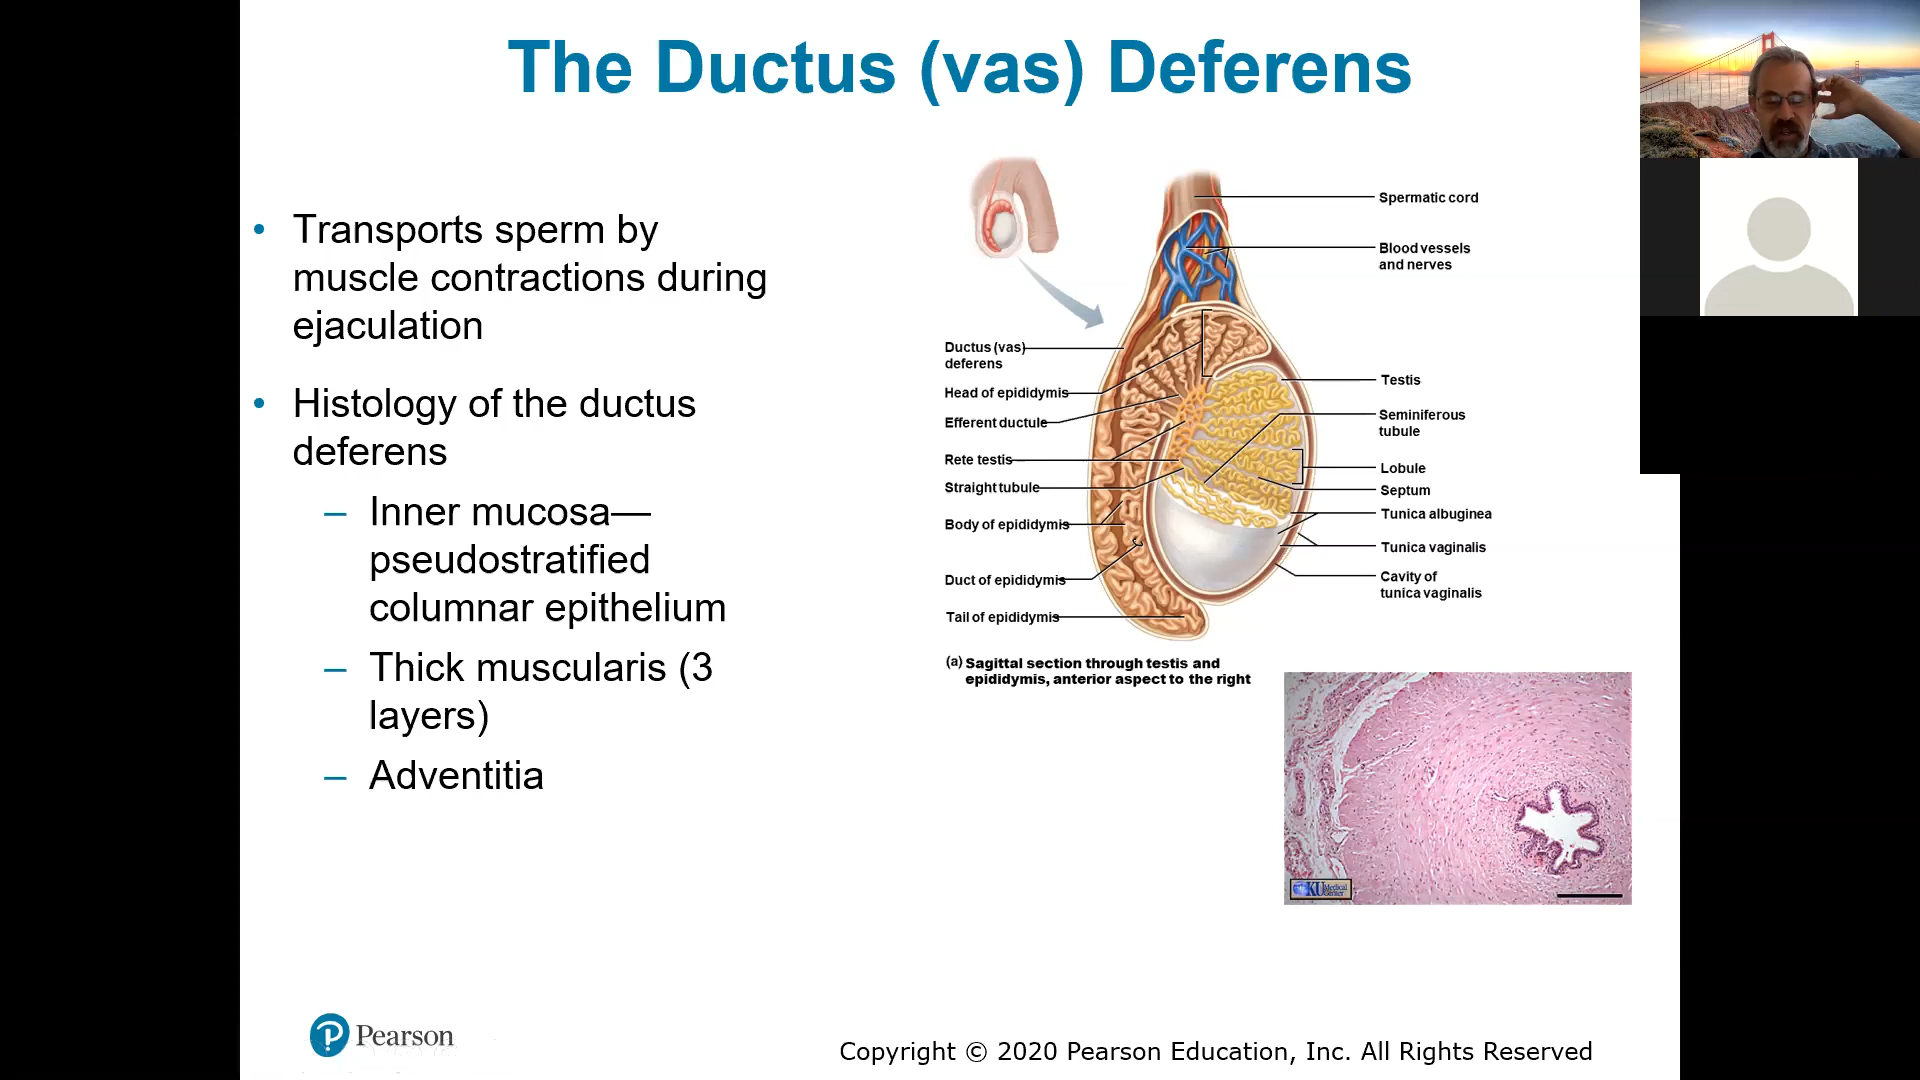 The Ductus (vas) Deferens
• Transports sperm by
muscle contractions during
ejaculation
• Histology of the ductus
deferens
– Inner mucosa—
pseudostratified
columnar epithelium
– Thick muscularis (3
layers)
– Adventitia
Ductus (vas)
deferens
Head of epididymis
Efferent ductule
Rete testis
Straight tubule
Body of epididymis
Duct of epididymis
Tail of epididymis
Spermatic cord
Blood vessels
and nerves
Testis
Seminiferous
tubule
Lobule
Septum
Tunica albuginea
Tunica vaginalis
Cavity of
tunica vaginalis
(a) Sagittal section through testis and
epididymis, anterior aspect to the right
KU Medical
Center
Pearson
Copyright © 2020 Pearson Education, Inc. All Rights Reserved